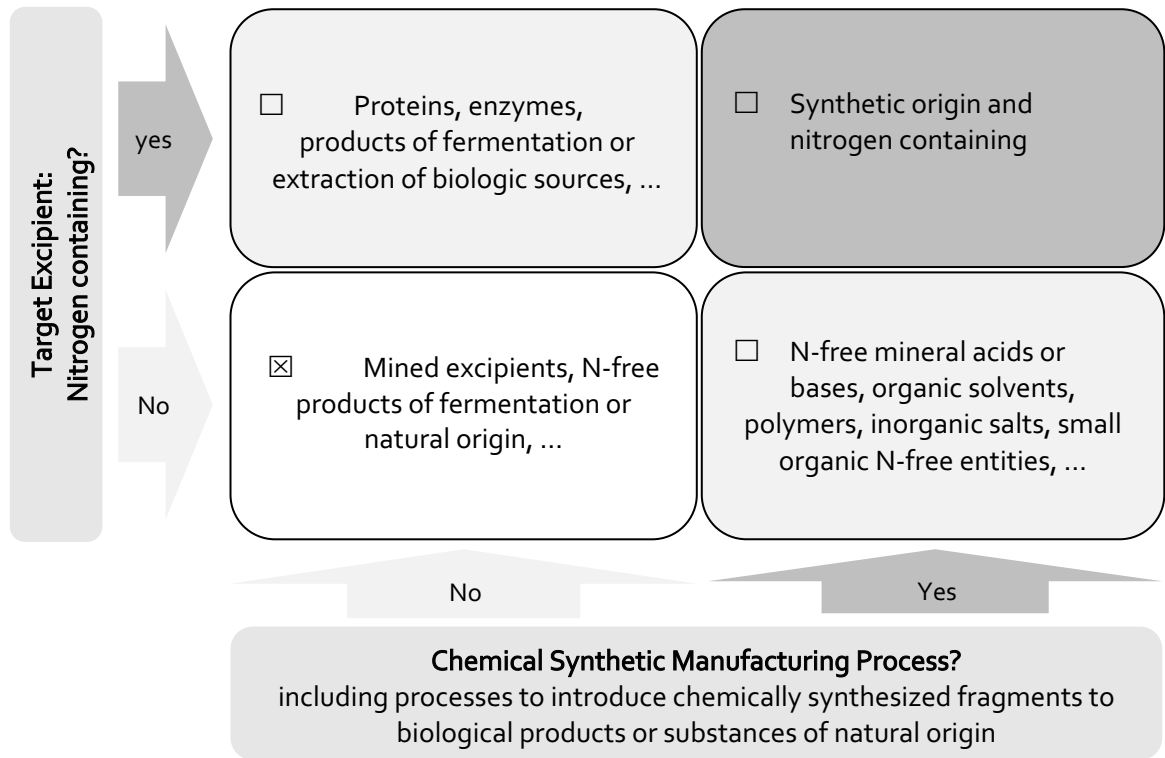 Target Excipient:
Nitrogen containing?
yes
☐ Proteins, enzymes,
products of fermentation or
extraction of biologic sources, ...
☐ Synthetic origin and
nitrogen containing
No
☒ Mined excipients, N-free
products of fermentation or
natural origin, ...
☐ N-free mineral acids or
bases, organic solvents,
polymers, inorganic salts, small
organic N-free entities, ...
No
Yes
Chemical Synthetic Manufacturing Process?
including processes to introduce chemically synthesized fragments to
biological products or substances of natural origin